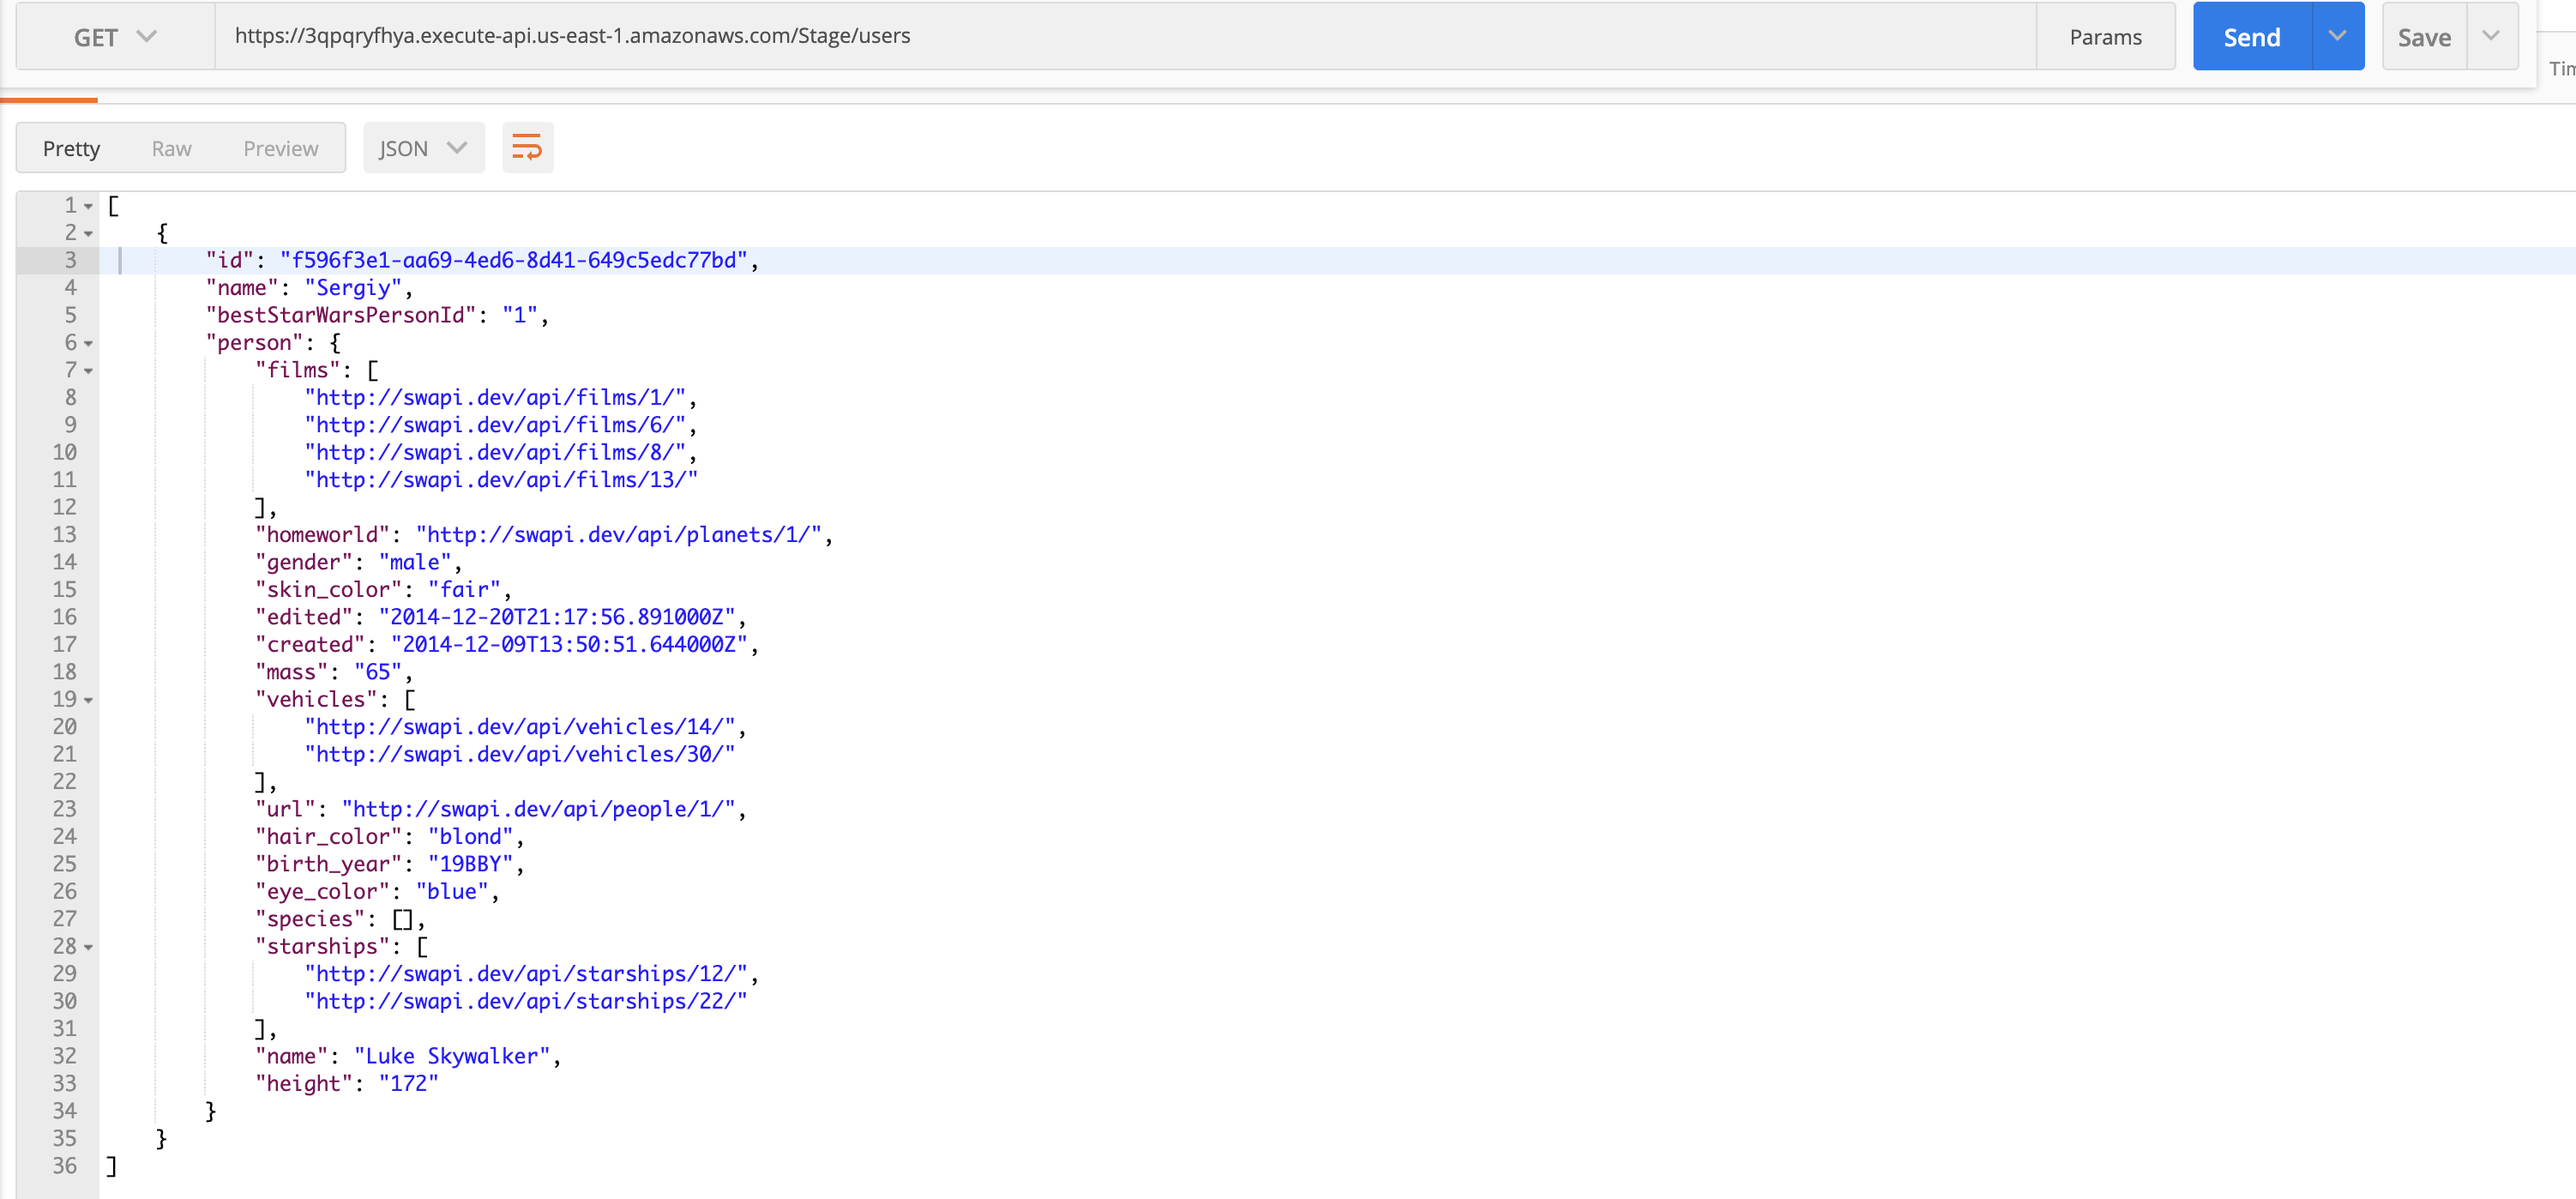 GET https://3qpqryfhya.execute-api.us-east-1.amazonaws.com/Stage/users Params Send Save
Tim
Pretty Raw Preview JSON
1 [
2 {
3 "id": "f596f3e1-aa69-4ed6-8d41-649c5edc77bd",
4 "name": "Sergiy",
5 "bestStarWarsPersonId": "1",
6 "person": {
7 "films": [
8 "http://swapi.dev/api/films/1/",
9 "http://swapi.dev/api/films/6/",
10 "http://swapi.dev/api/films/8/",
11 "http://swapi.dev/api/films/13/"
12 ],
13 "homeworld": "http://swapi.dev/api/planets/1/",
14 "gender": "male",
15 "skin_color": "fair",
16 "edited": "2014-12-20T21:17:56.891000Z",
17 "created": "2014-12-09T13:50:51.644000Z",
18 "mass": "65",
19 "vehicles": [
20 "http://swapi.dev/api/vehicles/14/",
21 "http://swapi.dev/api/vehicles/30/"
22 ],
23 "url": "http://swapi.dev/api/people/1/",
24 "hair_color": "blond",
25 "birth_year": "19BBY",
26 "eye_color": "blue",
27 "species": [],
28 "starships": [
29 "http://swapi.dev/api/starships/12/",
30 "http://swapi.dev/api/starships/22/"
31 ],
32 "name": "Luke Skywalker",
33 "height": "172"
34 }
35 }
36 ]